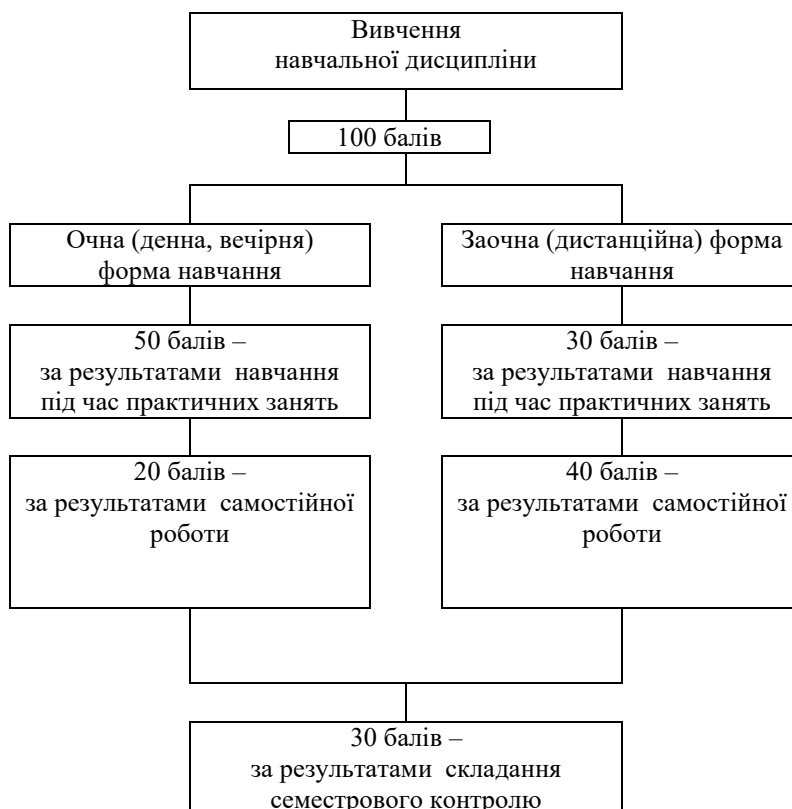 Вивчення
навчальної дисципліни
100 балів
Очна (денна, вечірня)
форма навчання
Заочна (дистанційна) форма
навчання
50 балів –
за результатами навчання
під час практичних занять
30 балів –
за результатами навчання
під час практичних занять
20 балів –
за результатами самостійної
роботи
40 балів –
за результатами самостійної
роботи
30 балів –
за результатами складання
семестрового контролю